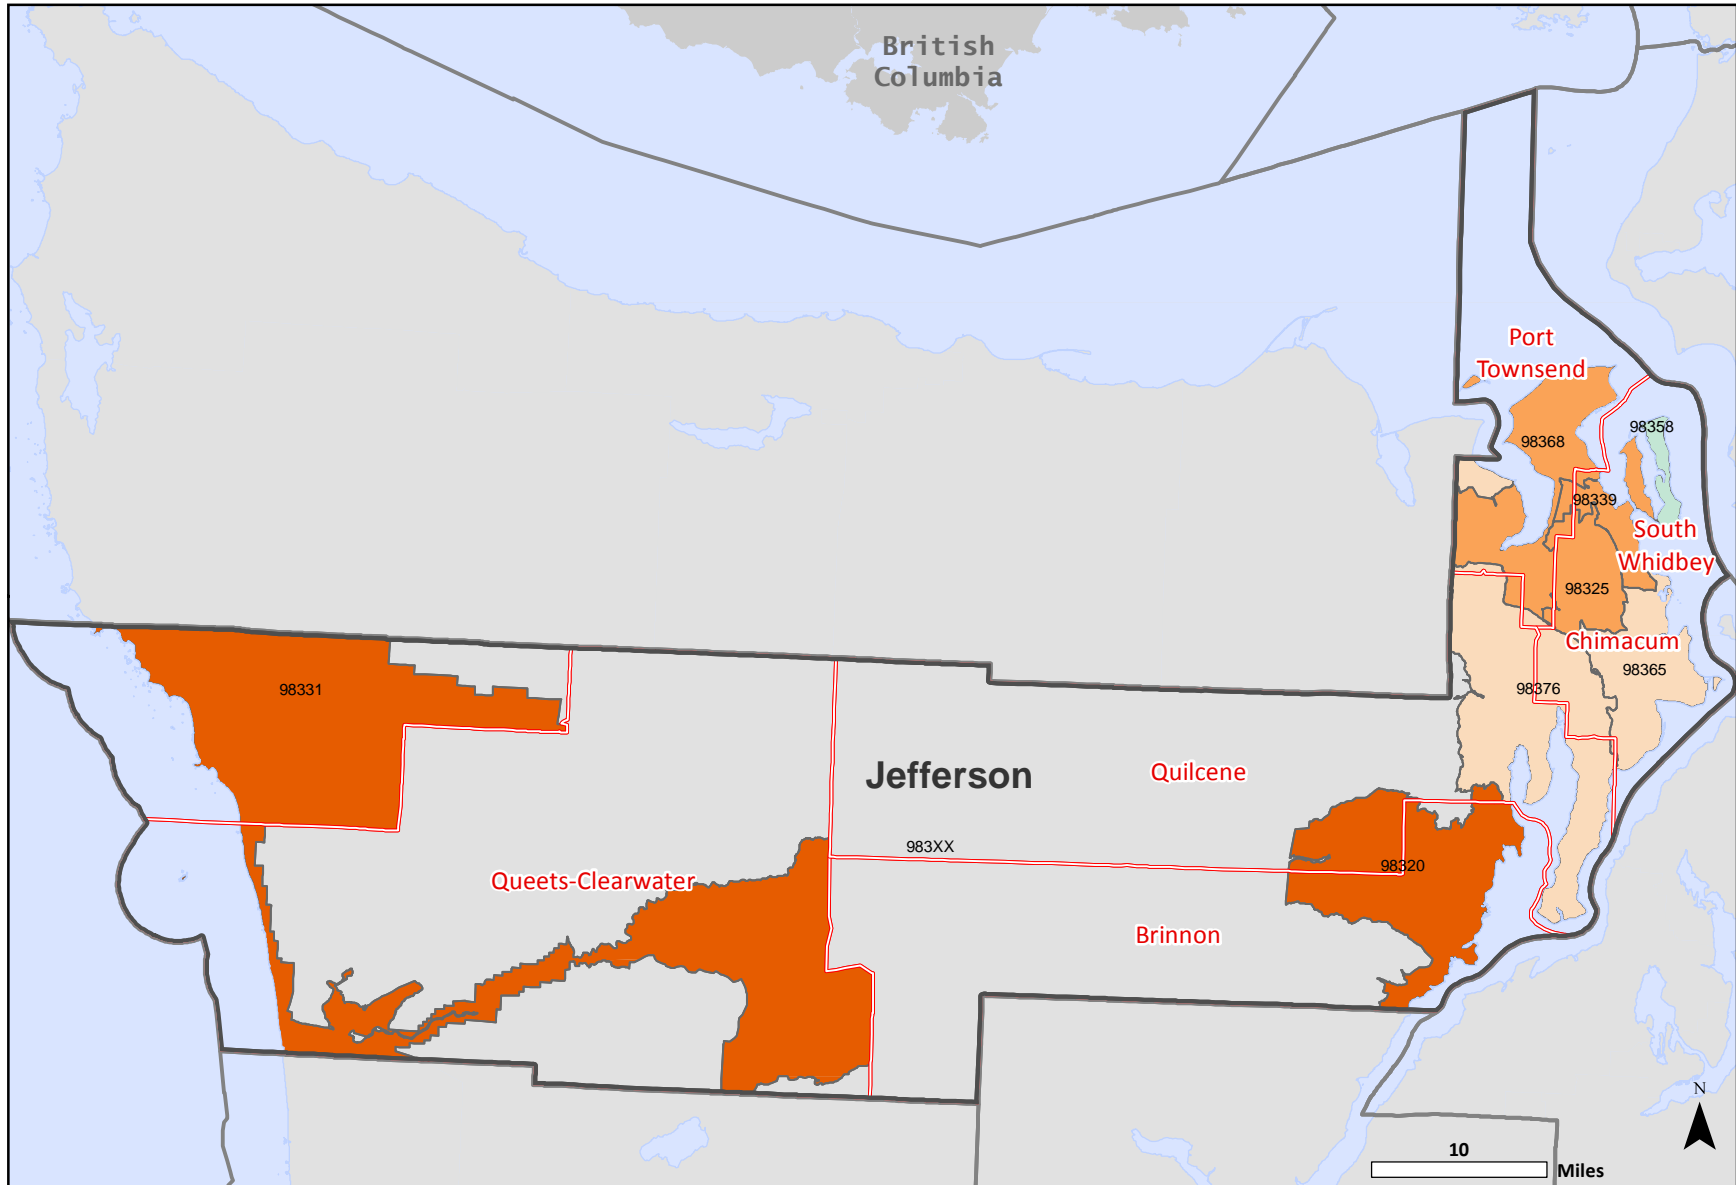 British
Columbia
Port
Townsend
98358
98368
98339
South
Whidbey
98325
Chimacum
98365
98331
98376
Jefferson
Quilcene
983XX
98320
Queets-Clearwater
Brinnon
N
10
Miles